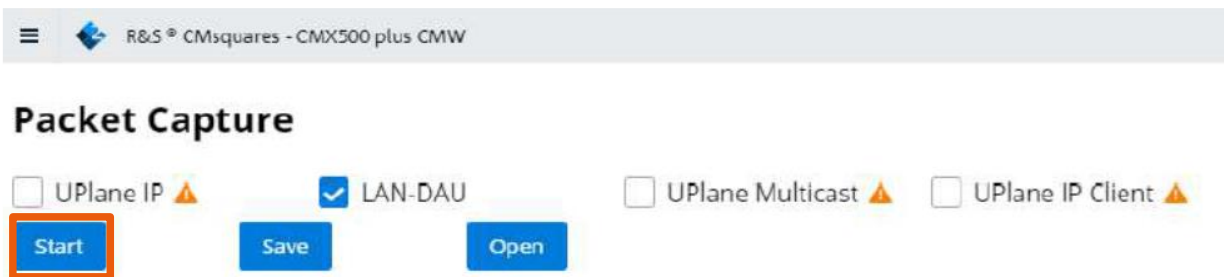 R&S ® CMsquares - CMX500 plus CMW
Packet Capture
UPlane IP LAN-DAU UPlane Multicast UPlane IP Client
Start Save Open